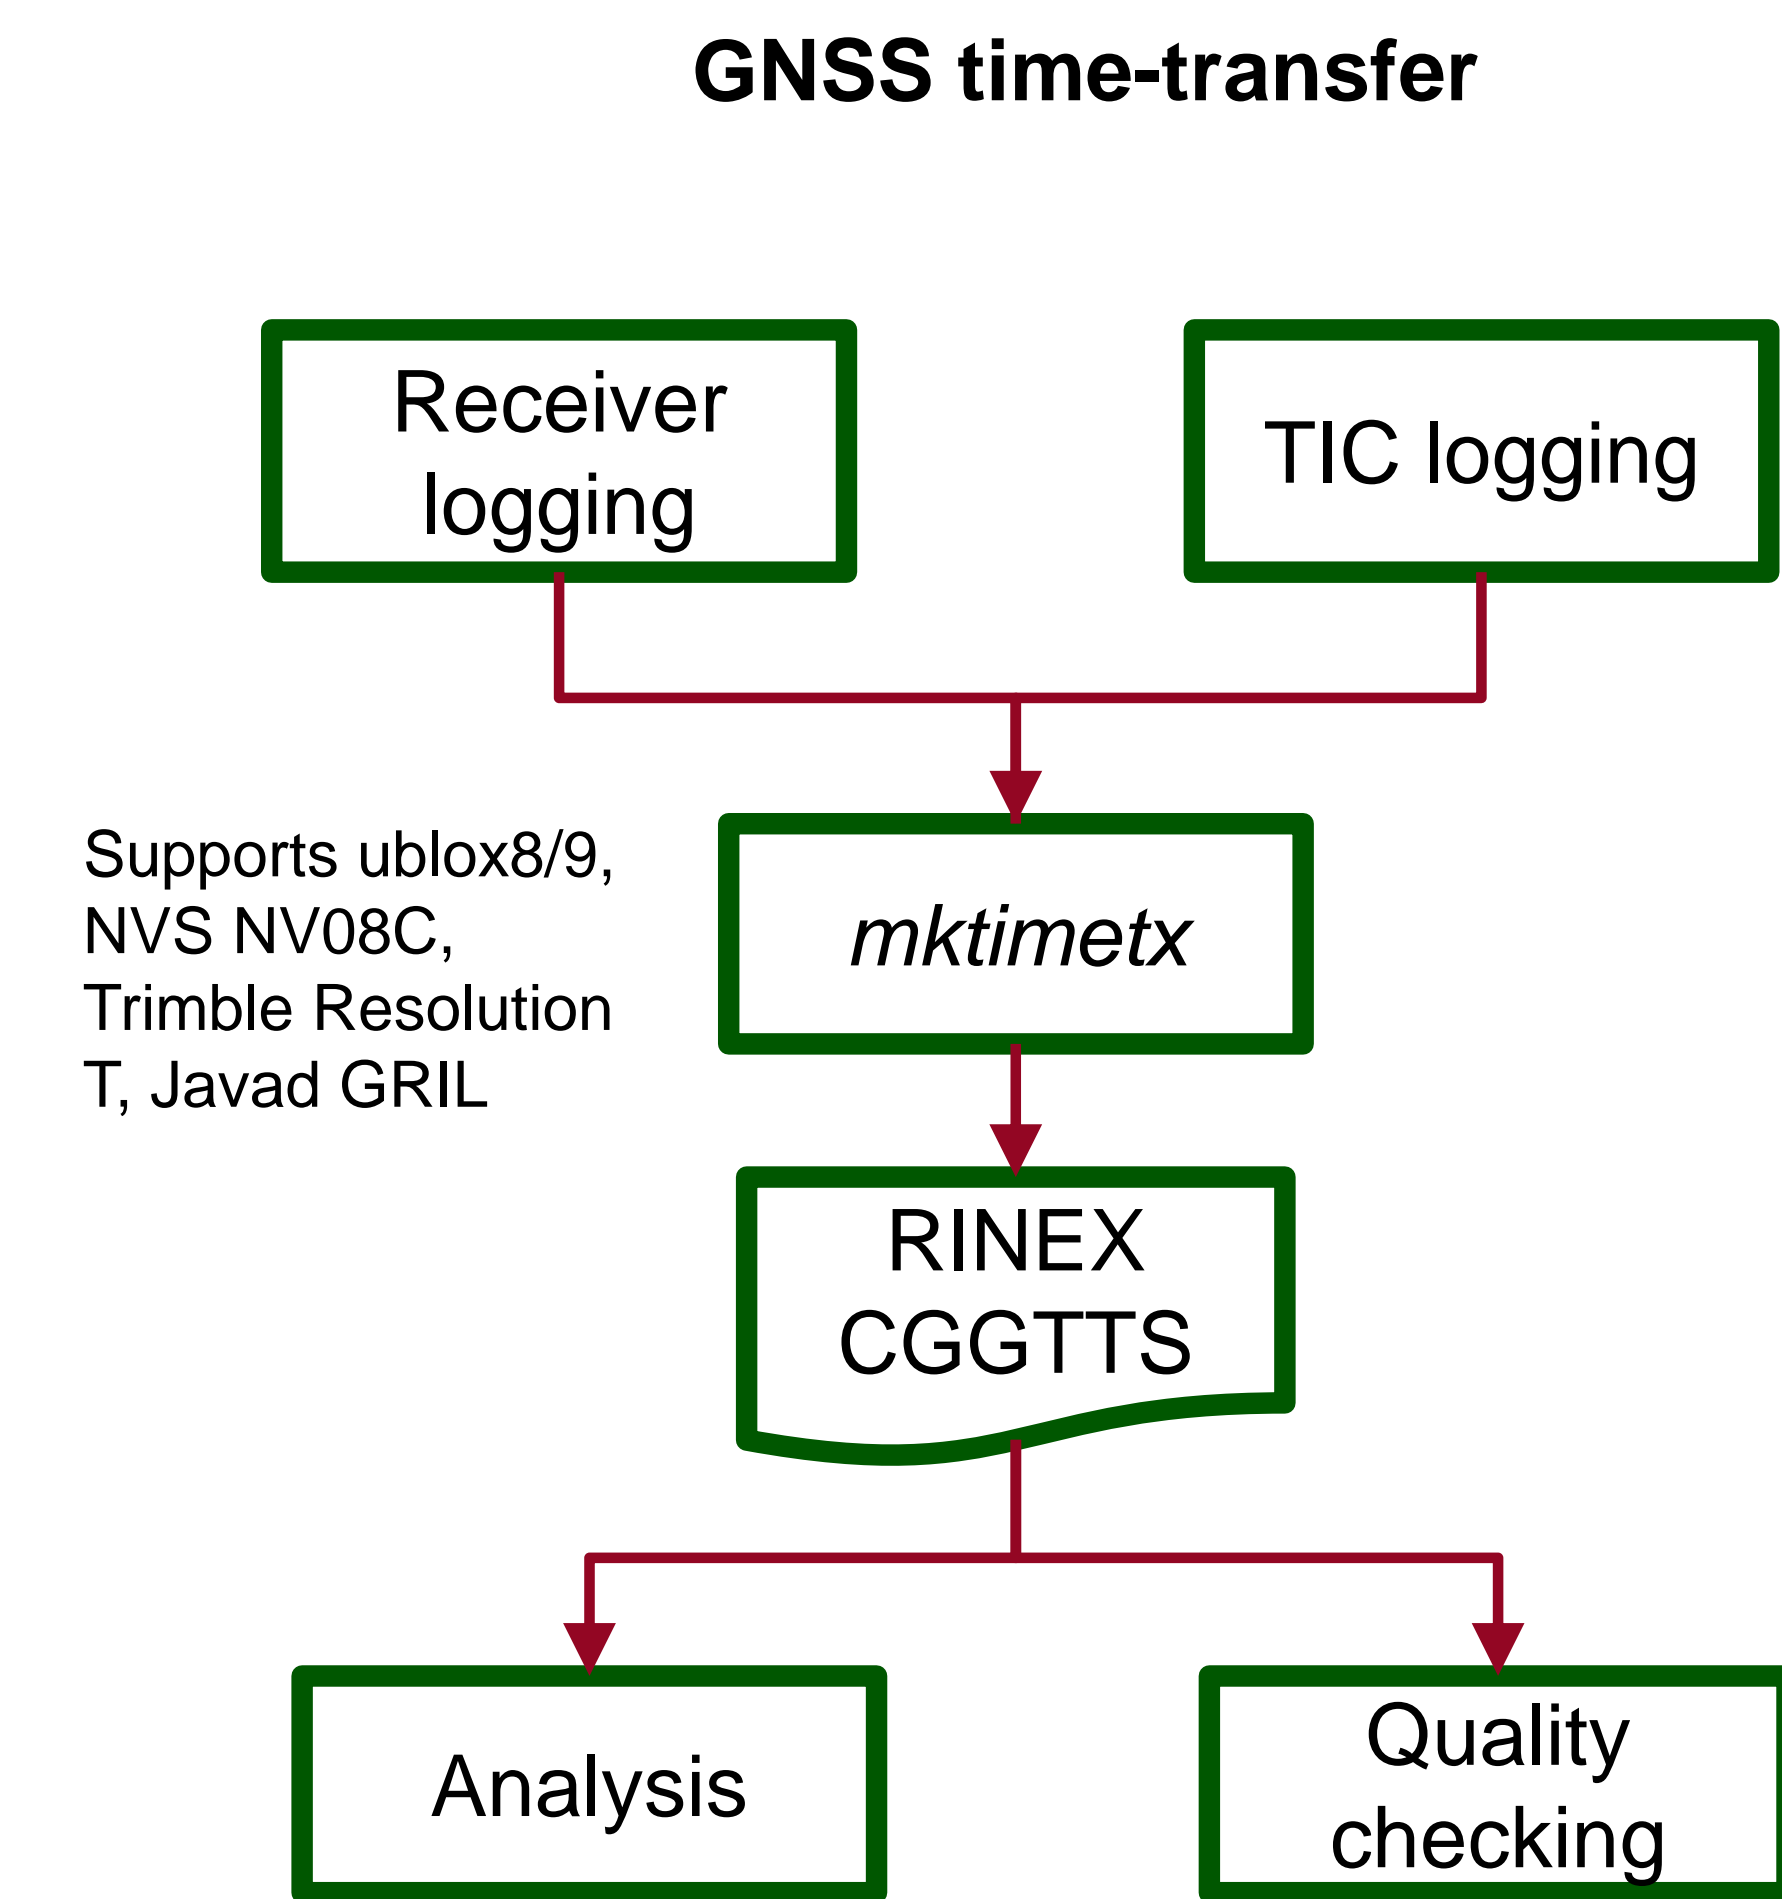 GNSS time-transfer
Receiver
logging
TIC logging
Supports ublox8/9,
NVS NV08C,
Trimble Resolution
T, Javad GRIL
mktimetx
RINEX
CGGTTS
Analysis
Quality
checking